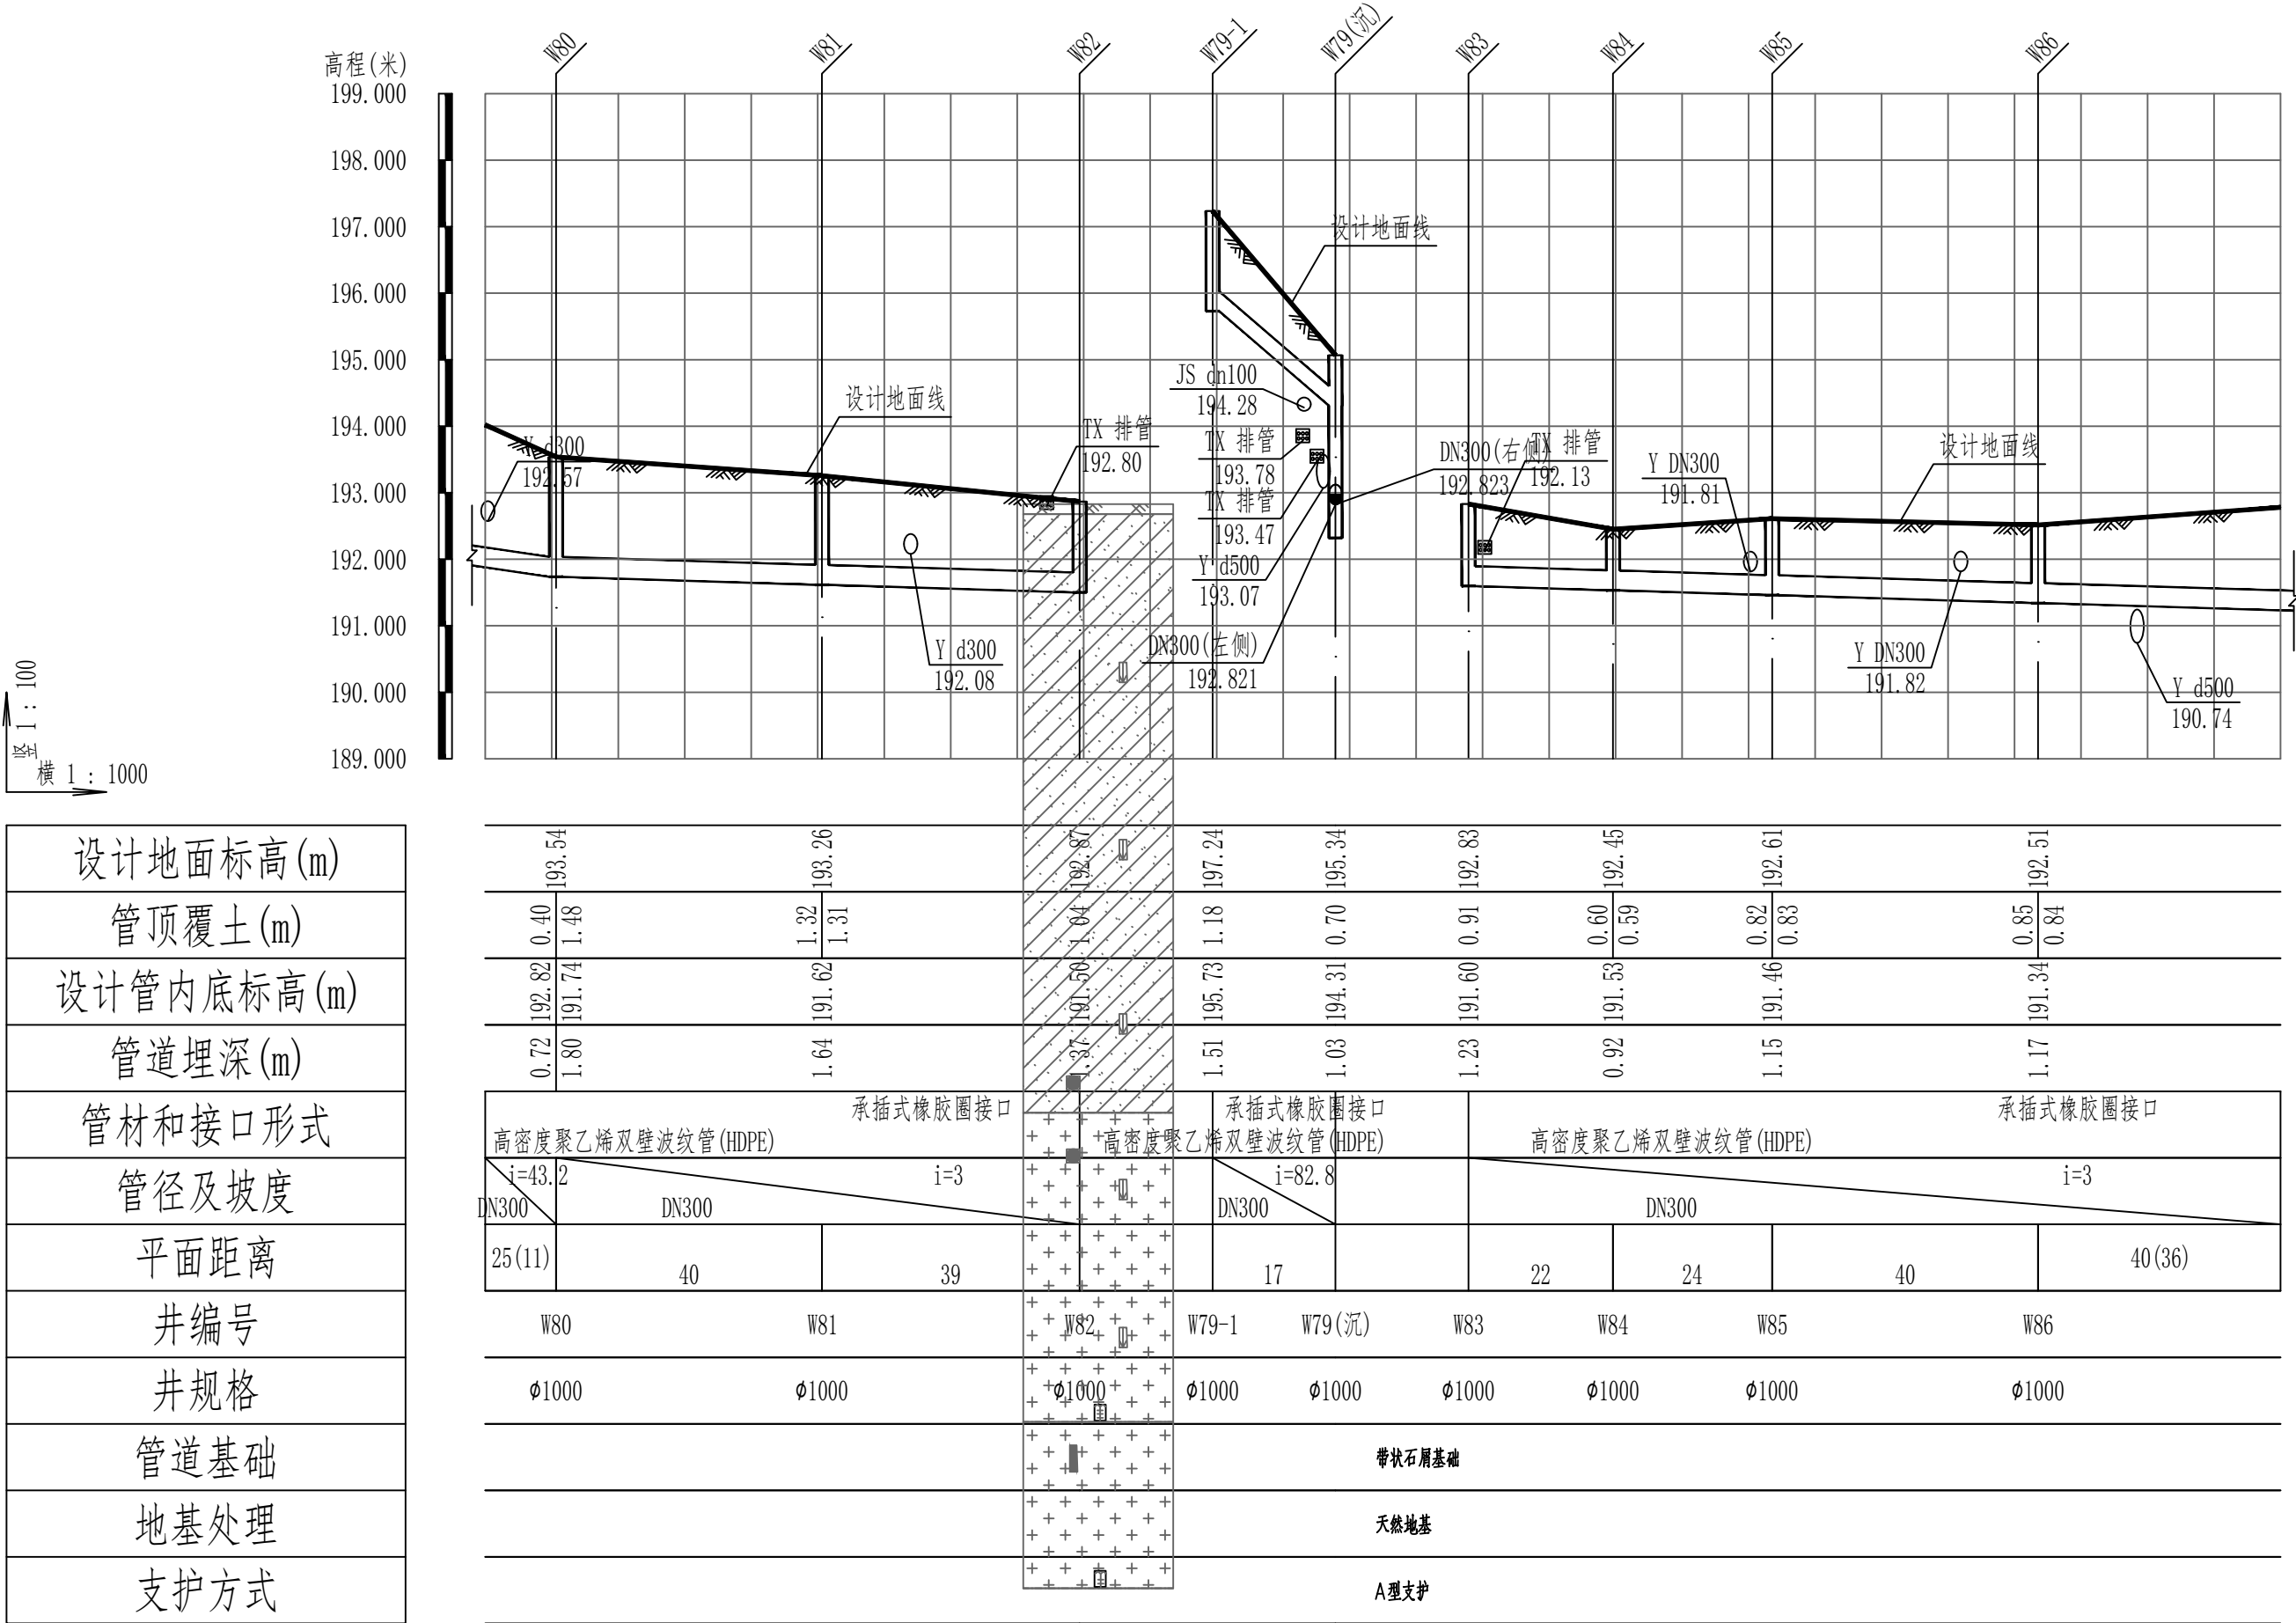 W80
W81
W82
W79-1
W79(沉)
W83
W84
W85
W86
高程(米)
199.000
198.000
197.000
196.000
195.000
194.000
193.000
192.000
191.000
190.000
189.000
竖 1 : 100
横 1 : 1000
Y d300
192.57
设计地面线
Y d300
192.08
TX 排管
192.80
设计地面线
JS dn100
194.28
TX 排管
193.78
TX 排管
193.47
Y d500
193.07
DN300(左侧)
192.821
DN300(右侧)
192.823
TX 排管
192.13
Y DN300
191.81
设计地面线
Y DN300
191.82
Y d500
190.74
设计地面标高(m)
193.54
193.26
192.87
197.24
195.34
192.83
192.45
192.61
192.51
管顶覆土(m)
0.40
1.48
1.32
1.31
1.04
1.18
0.70
0.91
0.60
0.59
0.82
0.83
0.85
0.84
设计管内底标高(m)
192.82
191.74
191.62
191.50
195.73
194.31
191.60
191.53
191.46
191.34
管道埋深(m)
0.72
1.80
1.64
1.37
1.51
1.03
1.23
0.92
1.15
1.17
管材和接口形式
承插式橡胶圈接口
承插式橡胶圈接口
承插式橡胶圈接口
高密度聚乙烯双壁波纹管(HDPE)
高密度聚乙烯双壁波纹管(HDPE)
高密度聚乙烯双壁波纹管(HDPE)
管径及坡度
i=43.2
DN300
i=3
DN300
i=82.8
DN300
i=3
DN300
平面距离
25(11)
40
39
17
22
24
40
40(36)
井编号
W80
W81
W82
W79-1
W79(沉)
W83
W84
W85
W86
井规格
ϕ1000
ϕ1000
ϕ1000
ϕ1000
ϕ1000
ϕ1000
ϕ1000
ϕ1000
ϕ1000
管道基础
带状石屑基础
地基处理
天然地基
支护方式
A型支护